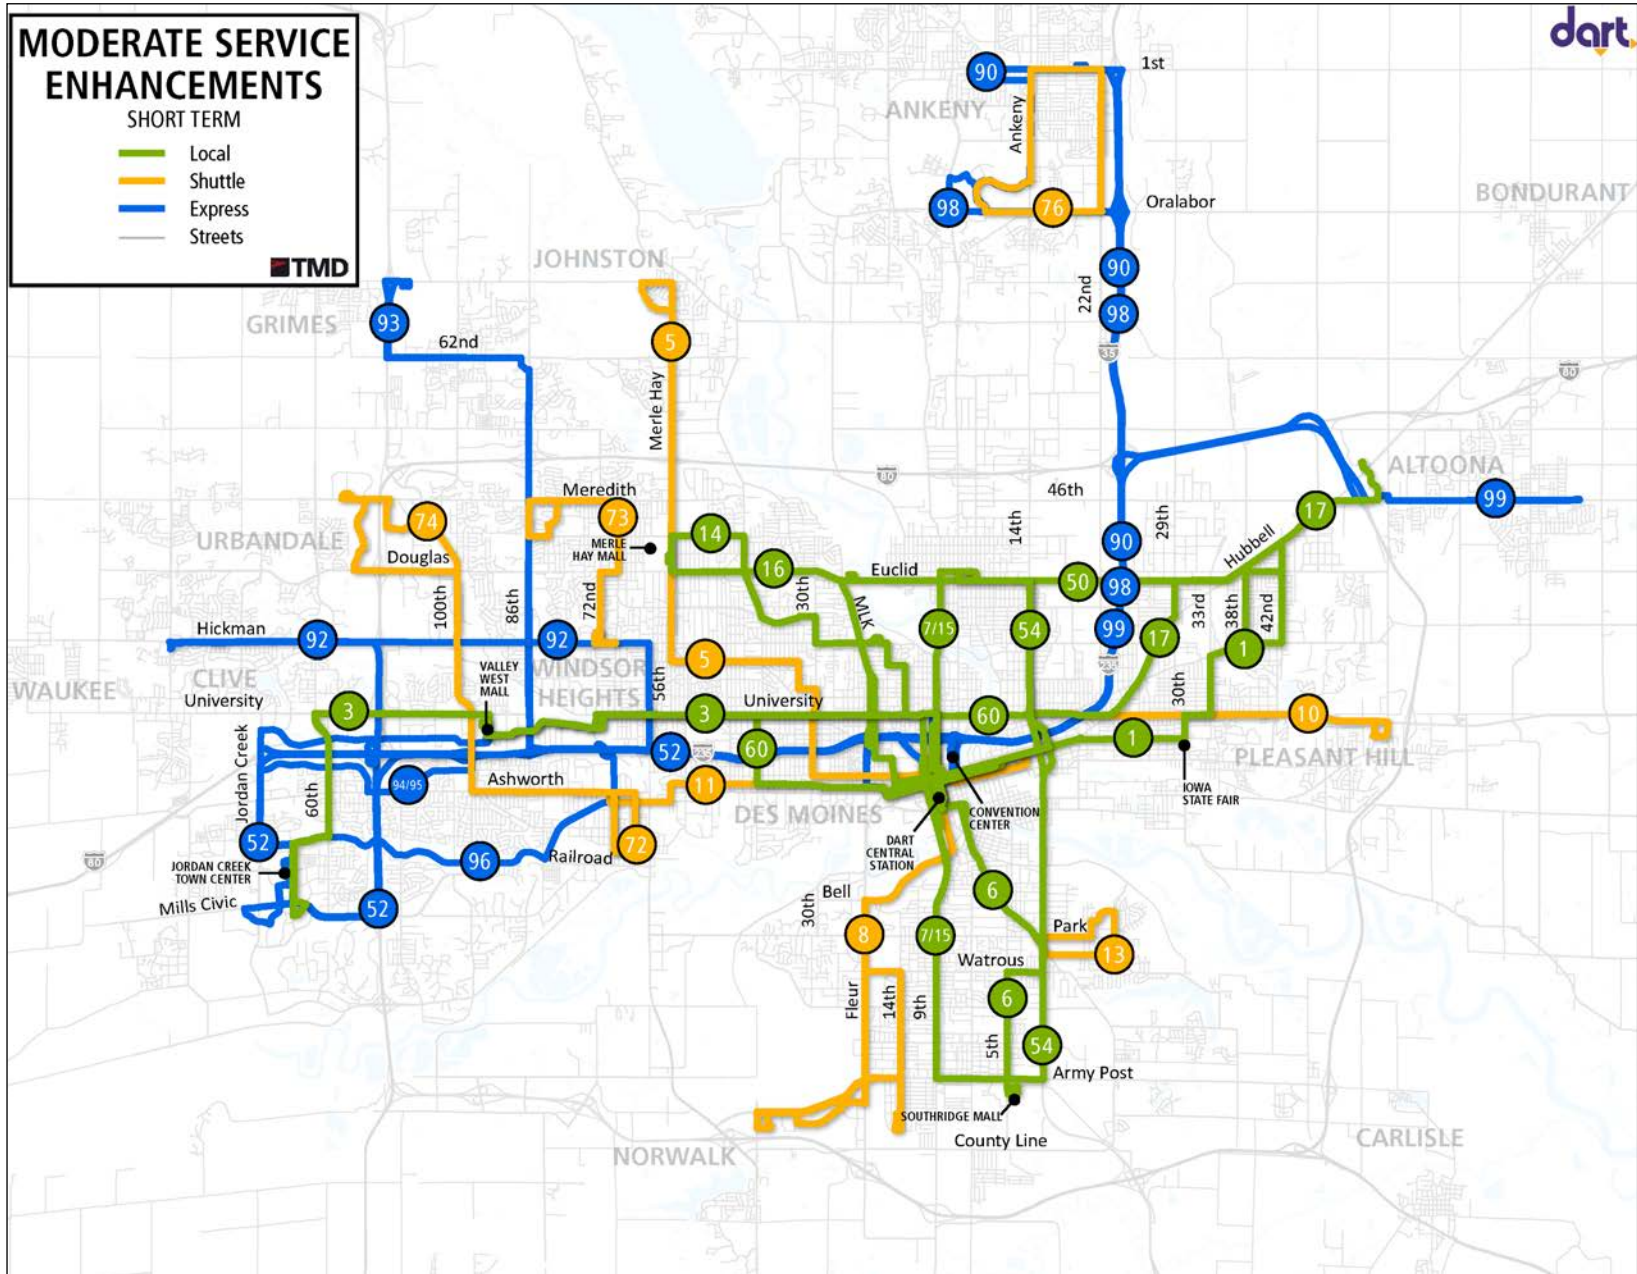 MODERATE SERVICE
ENHANCEMENTS
SHORT TERM
Local
Shuttle
Express
Streets
TMD
dart
90
1st
ANKENY
Ankeny
98
76
Oralabor
BONDURANT
JOHNSTON
90
22nd
98
GRIMES
93
62nd
5
35
80
Merle Hay
ALTOONA
80
46th
Meredith
99
74
73
17
URBANDALE
MERLE
HAY MALL
14
14th
29th
90
Hubbell
Douglas
16
Euclid
50
98
100th
86th
72nd
30th
MLK
33rd
38th
42nd
Hickman
92
92
7/15
54
99
17
1
VALLEY
WEST
MALL
WINDSOR
HEIGHTS
5
235
WAUKEE
CLIVE
56th
30th
University
3
University
3
60
10
Jordan Creek
52
235
60
1
PLEASANT HILL
94/95
Ashworth
11
60th
DES MOINES
CONVENTION
CENTER
IOWA
STATE FAIR
52
72
DART
CENTRAL
STATION
80
96
Railroad
JORDAN CREEK
TOWN CENTER
Mills Civic
52
Bell
30th
6
8
7/15
Park
Watrous
13
Fleur
14th
9th
6
5th
54
Army Post
SOUTHRIDGE MALL
County Line
NORWALK
CARLISLE